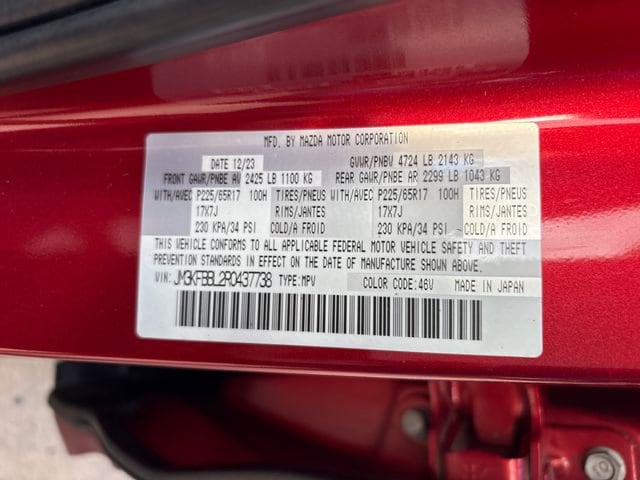 MFD. BY MAZDA MOTOR CORPORATION
DATE 12/23 GVWR/PNBV 4724 LB 2143 KG
FRONT GAWR/PNBE AV 2425 LB 1100 KG REAR GAWR/PNBE AR 2299 LB 1043 KG
WITH/AVEC P225/65R17 100H TIRES/PNEUS WITH/AVEC P225/65R17 100H TIRES/PNEUS
17X7J RIMS/JANTES 17X7J RIMS/JANTES
230 KPA/34 PSI COLD/A FROID 230 KPA/34 PSI COLD/A FROID
THIS VEHICLE CONFORMS TO ALL APPLICABLE FEDERAL MOTOR VEHICLE SAFETY AND THEFT
PREVENTION STANDARDS IN EFFECT ON THE DATE OF MANUFACTURE SHOWN ABOVE.
VIN: JM3KFBBL2R0437738 TYPE:MPV COLOR CODE:46V MADE IN JAPAN